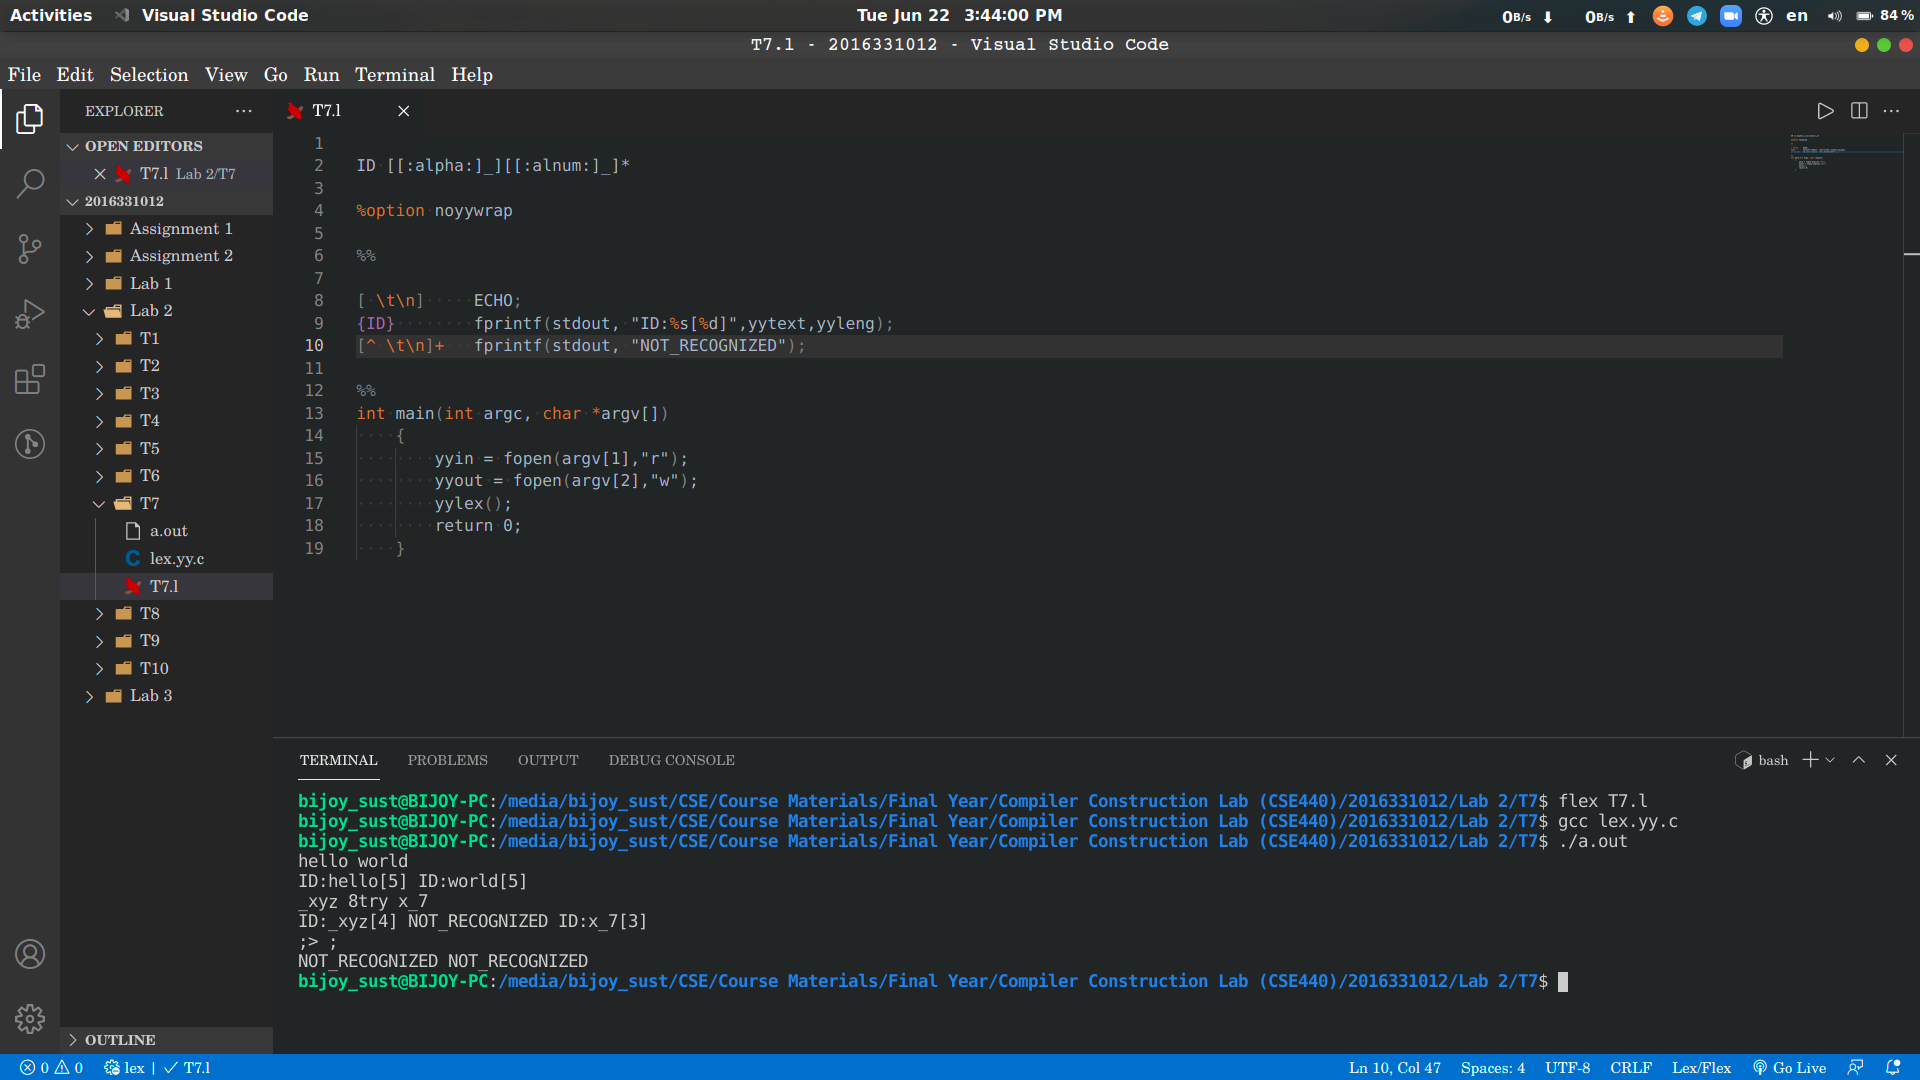 Activities Visual Studio Code Tue Jun 22 3:44:00 PM 0B/s 0B/s en 84 %
T7.l - 2016331012 - Visual Studio Code
File Edit Selection View Go Run Terminal Help
EXPLORER
OPEN EDITORS
T7.l Lab 2/T7
2016331012
Assignment 1
Assignment 2
Lab 1
Lab 2
T1
T2
T3
T4
T5
T6
T7
a.out
lex.yy.c
T7.l
T8
T9
T10
Lab 3
OUTLINE
T7.l
1
2 ID [[:alpha:]_][[:alnum:]_]*
3
4 %option noyywrap
5
6 %%
7
8 [ \t\n] ECHO;
9 {ID} fprintf(stdout, "ID:%s[%d]",yytext,yyleng);
10 [^ \t\n]+ fprintf(stdout, "NOT_RECOGNIZED");
11
12 %%
13 int main(int argc, char *argv[])
14 {
15 yyin = fopen(argv[1],"r");
16 yyout = fopen(argv[2],"w");
17 yylex();
18 return 0;
19 }
TERMINAL PROBLEMS OUTPUT DEBUG CONSOLE bash
bijoy_sust@BIJOY-PC:/media/bijoy_sust/CSE/Course Materials/Final Year/Compiler Construction Lab (CSE440)/2016331012/Lab 2/T7$ flex T7.l
bijoy_sust@BIJOY-PC:/media/bijoy_sust/CSE/Course Materials/Final Year/Compiler Construction Lab (CSE440)/2016331012/Lab 2/T7$ gcc lex.yy.c
bijoy_sust@BIJOY-PC:/media/bijoy_sust/CSE/Course Materials/Final Year/Compiler Construction Lab (CSE440)/2016331012/Lab 2/T7$ ./a.out
hello world
ID:hello[5] ID:world[5]
_xyz 8try x_7
ID:_xyz[4] NOT_RECOGNIZED ID:x_7[3]
;> ;
NOT_RECOGNIZED NOT_RECOGNIZED
bijoy_sust@BIJOY-PC:/media/bijoy_sust/CSE/Course Materials/Final Year/Compiler Construction Lab (CSE440)/2016331012/Lab 2/T7$
0 0 lex | T7.l Ln 10, Col 47 Spaces: 4 UTF-8 CRLF Lex/Flex Go Live